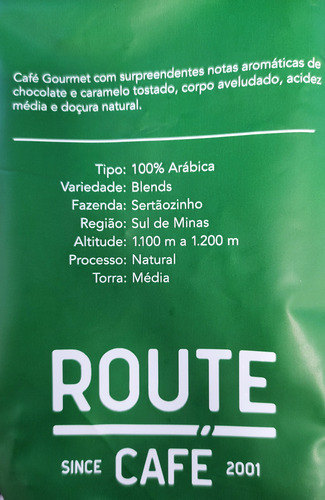 Café Gourmet com surpreendentes notas aromáticas de
chocolate e caramelo tostado, corpo aveludado, acidez
média e doçura natural.
Tipo: 100% Arábica
Variedade: Blends
Fazenda: Sertãozinho
Região: Sul de Minas
Altitude: 1.100 m a 1.200 m
Processo: Natural
Torra: Média
ROUTE
SINCE CAFÉ 2001